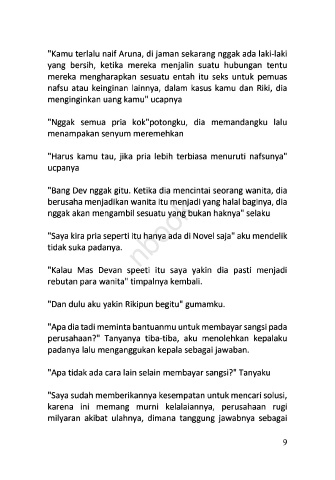 "Kamu terlalu naif Aruna, di jaman sekarang nggak ada laki-laki
yang bersih, ketika mereka menjalin suatu hubungan tentu
mereka mengharapkan sesuatu entah itu seks untuk pemuas
nafsu atau keinginan lainnya, dalam kasus kamu dan Riki, dia
menginginkan uang kamu" ucapnya
"Nggak semua pria kok"potongku, dia memandangku lalu
menampakan senyum meremehkan
"Harus kamu tau, jika pria lebih terbiasa menuruti nafsunya"
ucpanya
"Bang Dev nggak gitu. Ketika dia mencintai seorang wanita, dia
berusaha menjadikan wanita itu menjadi yang halal baginya, dia
nggak akan mengambil sesuatu yang bukan haknya" selaku
"Saya kira pria seperti itu hanya ada di Novel saja" aku mendelik
tidak suka padanya.
"Kalau Mas Devan speeti itu saya yakin dia pasti menjadi
rebutan para wanita" timpalnya kembali.
"Dan dulu aku yakin Rikipun begitu" gumamku.
"Apa dia tadi meminta bantuanmu untuk membayar sangsi pada
perusahaan?" Tanyanya tiba-tiba, aku menolehkan kepalaku
padanya lalu menganggukan kepala sebagai jawaban.
"Apa tidak ada cara lain selain membayar sangsi?" Tanyaku
"Saya sudah memberikannya kesempatan untuk mencari solusi,
karena ini memang murni kelalaiannya, perusahaan rugi
milyaran akibat ulahnya, dimana tanggung jawabnya sebagai
9